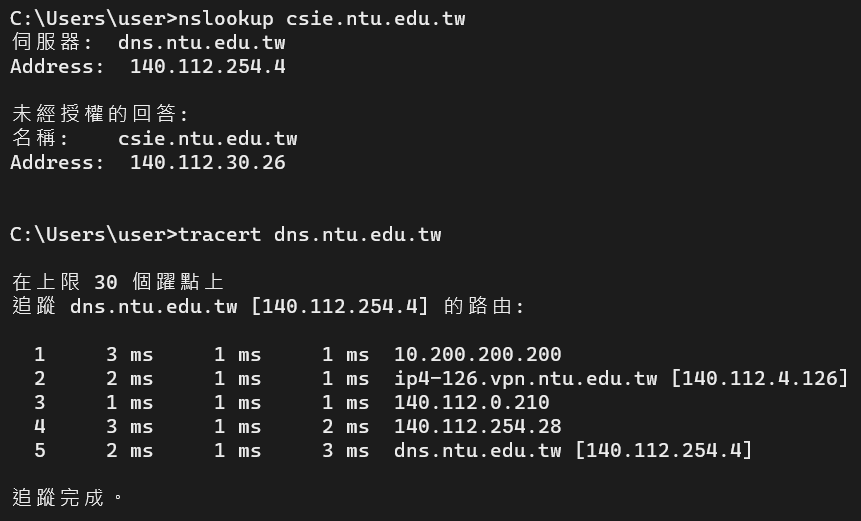 C:\Users\user>nslookup csie.ntu.edu.tw
伺服器:  dns.ntu.edu.tw
Address:  140.112.254.4

未經授權的回答:
名稱:    csie.ntu.edu.tw
Address:  140.112.30.26


C:\Users\user>tracert dns.ntu.edu.tw

在上限 30 個躍點上
追蹤 dns.ntu.edu.tw [140.112.254.4] 的路由:

  1     3 ms     1 ms     1 ms  10.200.200.200
  2     2 ms     1 ms     1 ms  ip4-126.vpn.ntu.edu.tw [140.112.4.126]
  3     1 ms     1 ms     1 ms  140.112.0.210
  4     3 ms     1 ms     2 ms  140.112.254.28
  5     2 ms     1 ms     3 ms  dns.ntu.edu.tw [140.112.254.4]

追蹤完成。